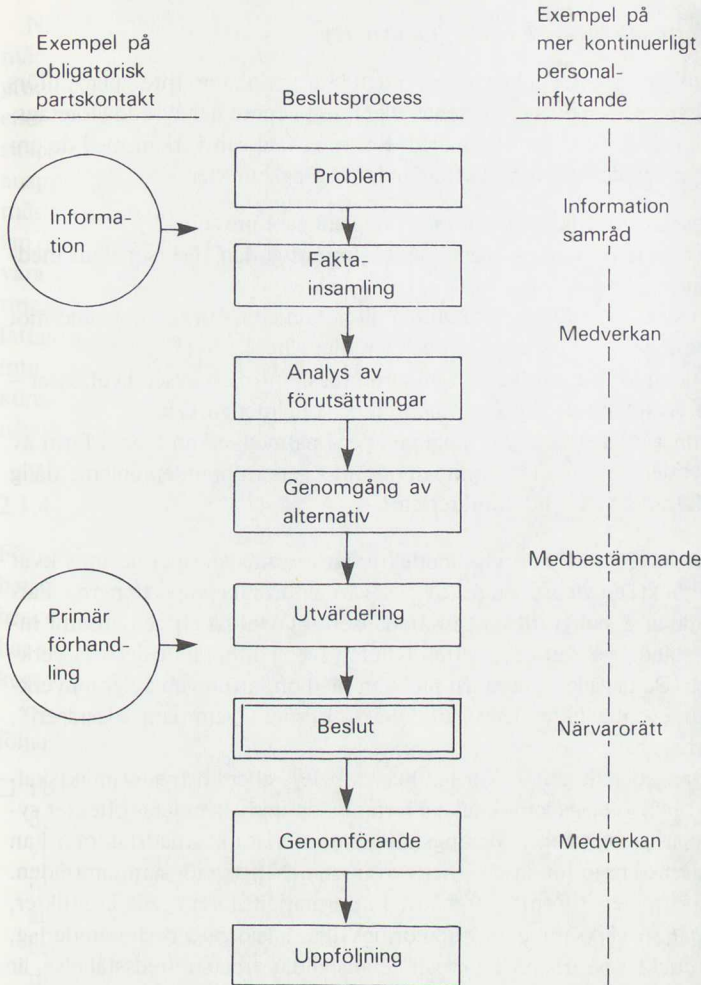 Exempel på
obligatorisk
partskontakt
Beslutsprocess
Exempel på
mer kontinuerligt
personal-
inflytande
Informa-
tion
Problem
Fakta-
insamling
Information
samråd
Medverkan
Analys av
förutsättningar
Genomgång av
alternativ
Medbestämmande
Primär
förhand-
ling
Utvärdering
Beslut
Närvarorätt
Genomförande
Medverkan
Uppföljning